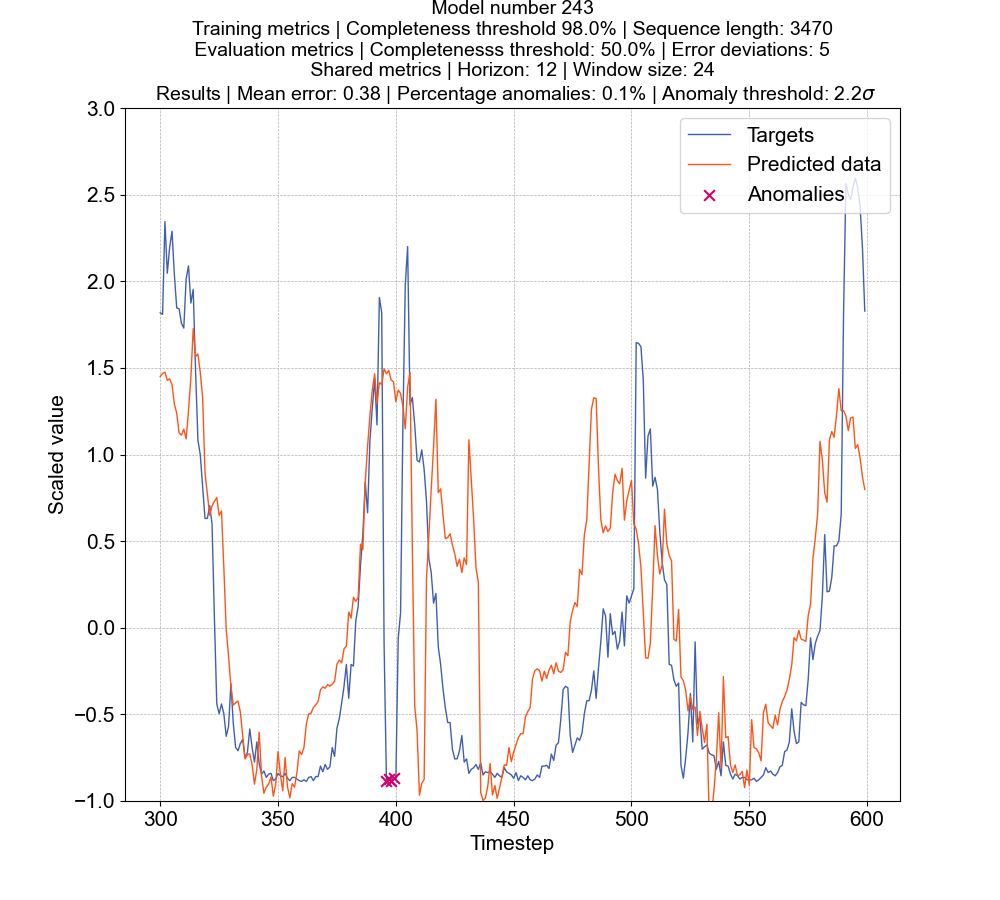 Model number 243
Training metrics | Completeness threshold 98.0% | Sequence length: 3470
Evaluation metrics | Completenesss threshold: 50.0% | Error deviations: 5
Shared metrics | Horizon: 12 | Window size: 24
Results | Mean error: 0.38 | Percentage anomalies: 0.1% | Anomaly threshold: 2.2σ
Targets
Predicted data
Anomalies
3.0
2.5
2.0
1.5
1.0
0.5
0.0
−0.5
−1.0
Scaled value
300
350
400
450
500
550
600
Timestep